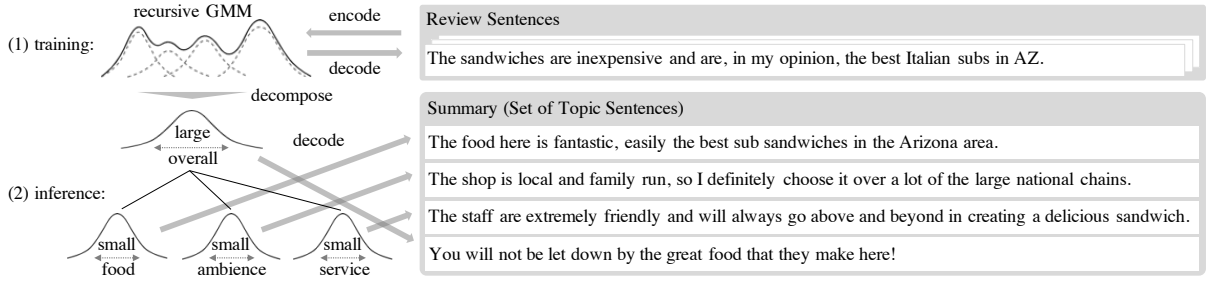 recursive GMM
encode
(1) training:
decode
decompose
Review Sentences
The sandwiches are inexpensive and are, in my opinion, the best Italian subs in AZ.
large
overall
decode
(2) inference:
small
food
small
ambience
small
service
Summary (Set of Topic Sentences)
The food here is fantastic, easily the best sub sandwiches in the Arizona area.
The shop is local and family run, so I definitely choose it over a lot of the large national chains.
The staff are extremely friendly and will always go above and beyond in creating a delicious sandwich.
You will not be let down by the great food that they make here!